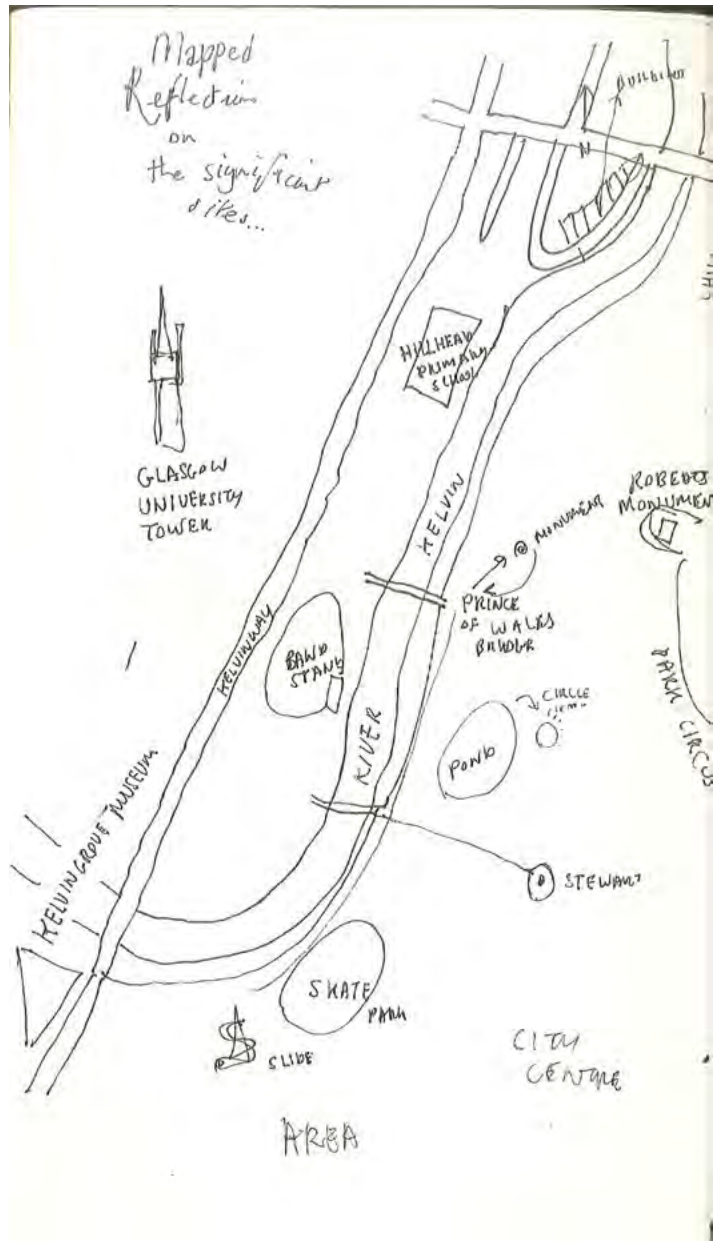 Mapped
Reflections
on
the significant
sites...
BUILDINGS
N
HILLHEAD
PRIMARY
SCHOOL
GLASGOW
UNIVERSITY
TOWER
KELVIN
MONUMENT
ROBERTS
MONUMENT
PRINCE
OF WALES
BRIDGE
KELVINWAY
BAND
STAND
CIRCLE
POND
RIVER
PARK CIRCUS
KELVINGROVE MUSEUM
STEWART
SKATE
PARK
SLIDE
CITY
CENTRE
AREA